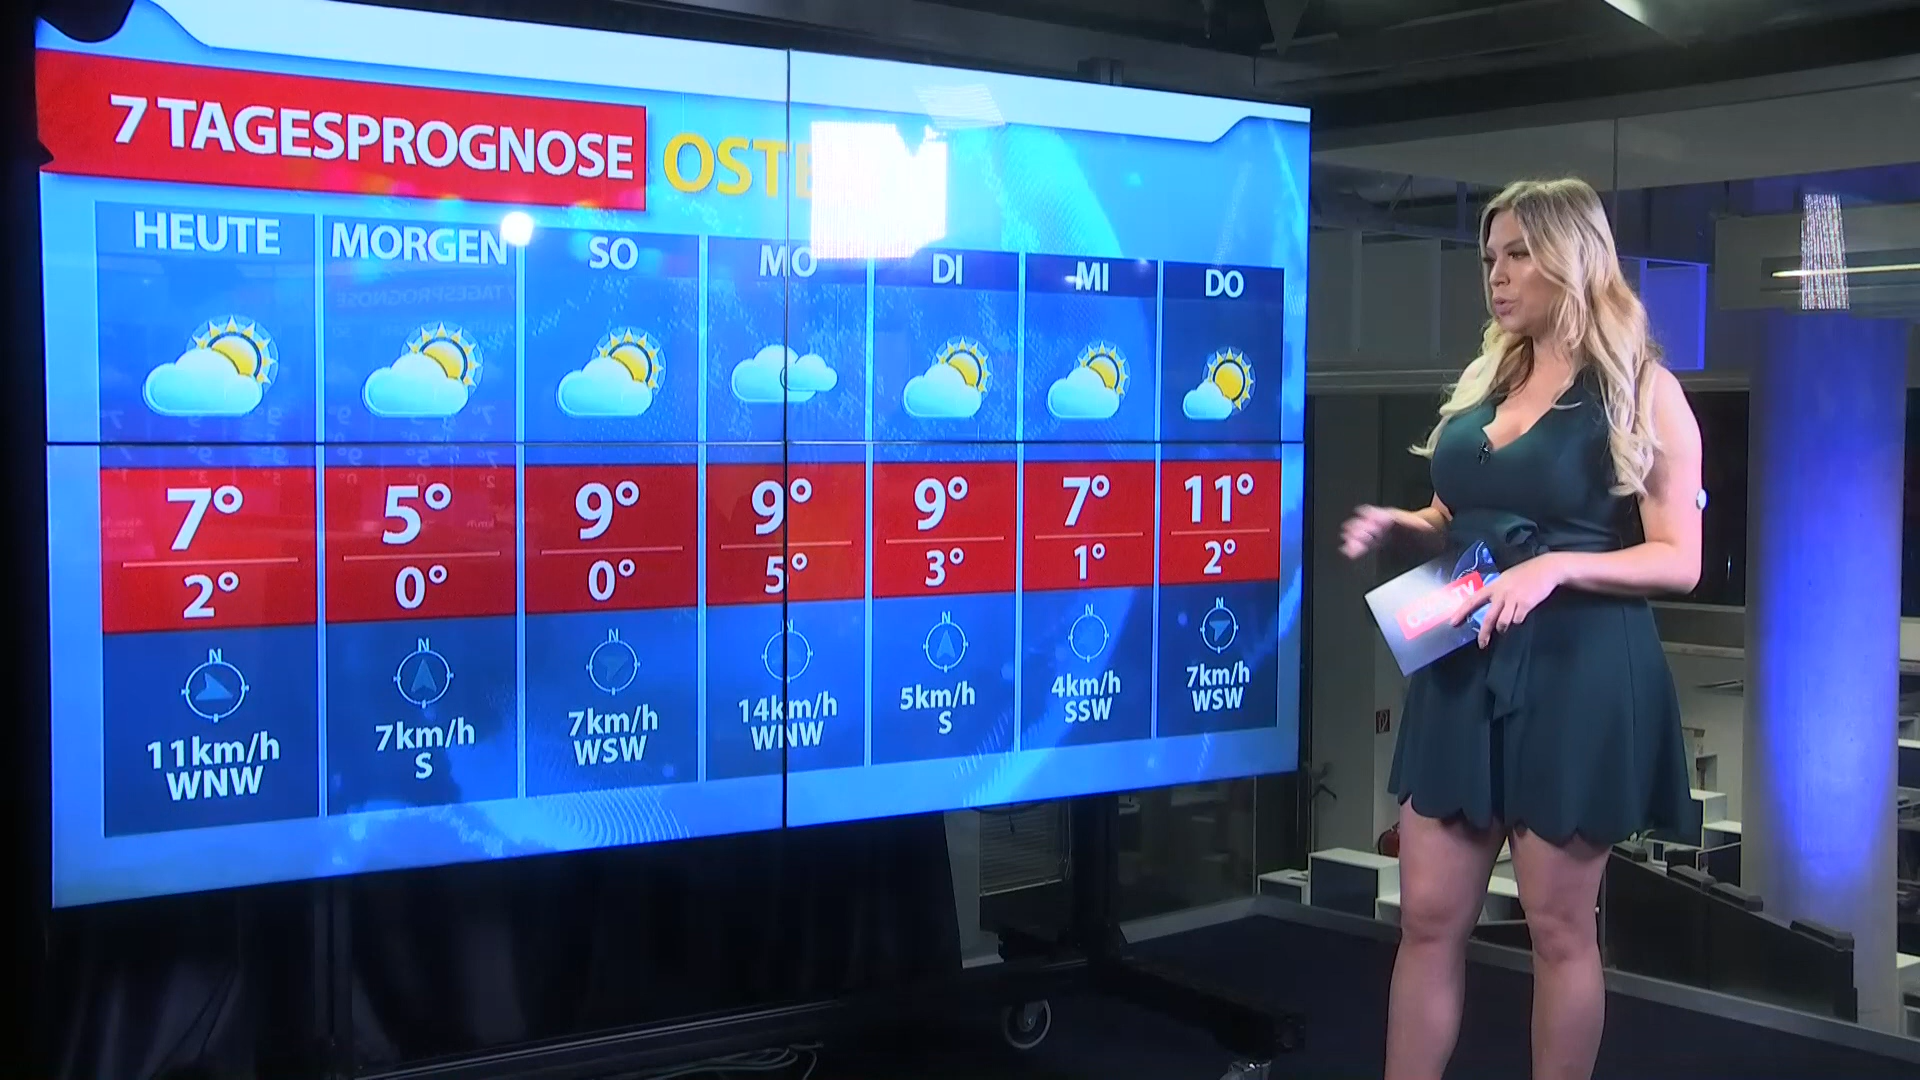 7 TAGESPROGNOSE
HEUTE MORGEN SO MO DI MI DO
7° 5° 9° 9° 9° 7° 11°
2° 0° 0° 5° 3° 1° 2°
N N N N N N N
11km/h 7km/h 7km/h 14km/h 5km/h 4km/h 7km/h
WNW S WSW WNW S SSW WSW